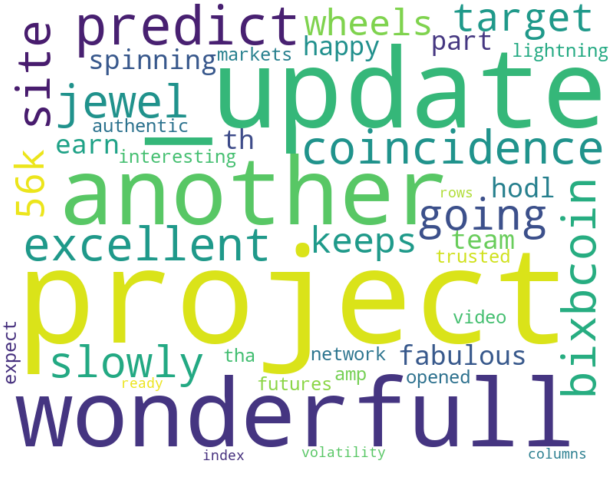 predict wheels target
site spinning markets happy part lightning
jewel update
authentic
earn — th coincidence
interesting
56k another rows hodl
going bixbcoin
excellent keeps team
trusted
project
expect video
slowly tha network fabulous
ready futures amp opened
wonderfull
index volatility columns